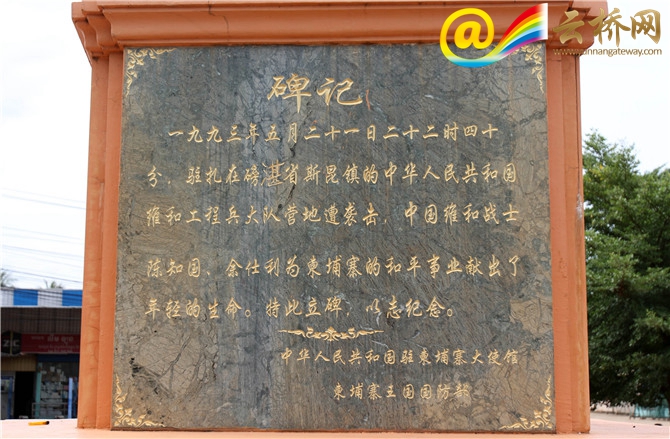 云桥网
www.yunnangateway.com
碑记
一九九三年五月二十一日二十二时四十
分，驻扎在磅湛省斯昆镇的中华人民共和国
维和工程兵大队营地遭袭击，中国维和战士
陈知国、余仕利为柬埔寨的和平事业献出了
年轻的生命。特此立碑，以志纪念。
中华人民共和国驻柬埔寨大使馆
柬埔寨王国国防部